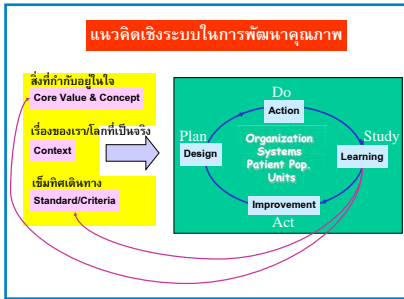 แนวคิดเชิงระบบในการพัฒนาคุณภาพ
สิ่งที่กำกับอยู่ในใจ
Core Value & Concept
เรื่องของเรา/โลกที่เป็นจริง
Context
เข็มทิศเดินทาง
Standard/Criteria
Do
Action
Plan
Design
Organization
Systems
Patient Pop.
Units
Study
Learning
Improvement
Act